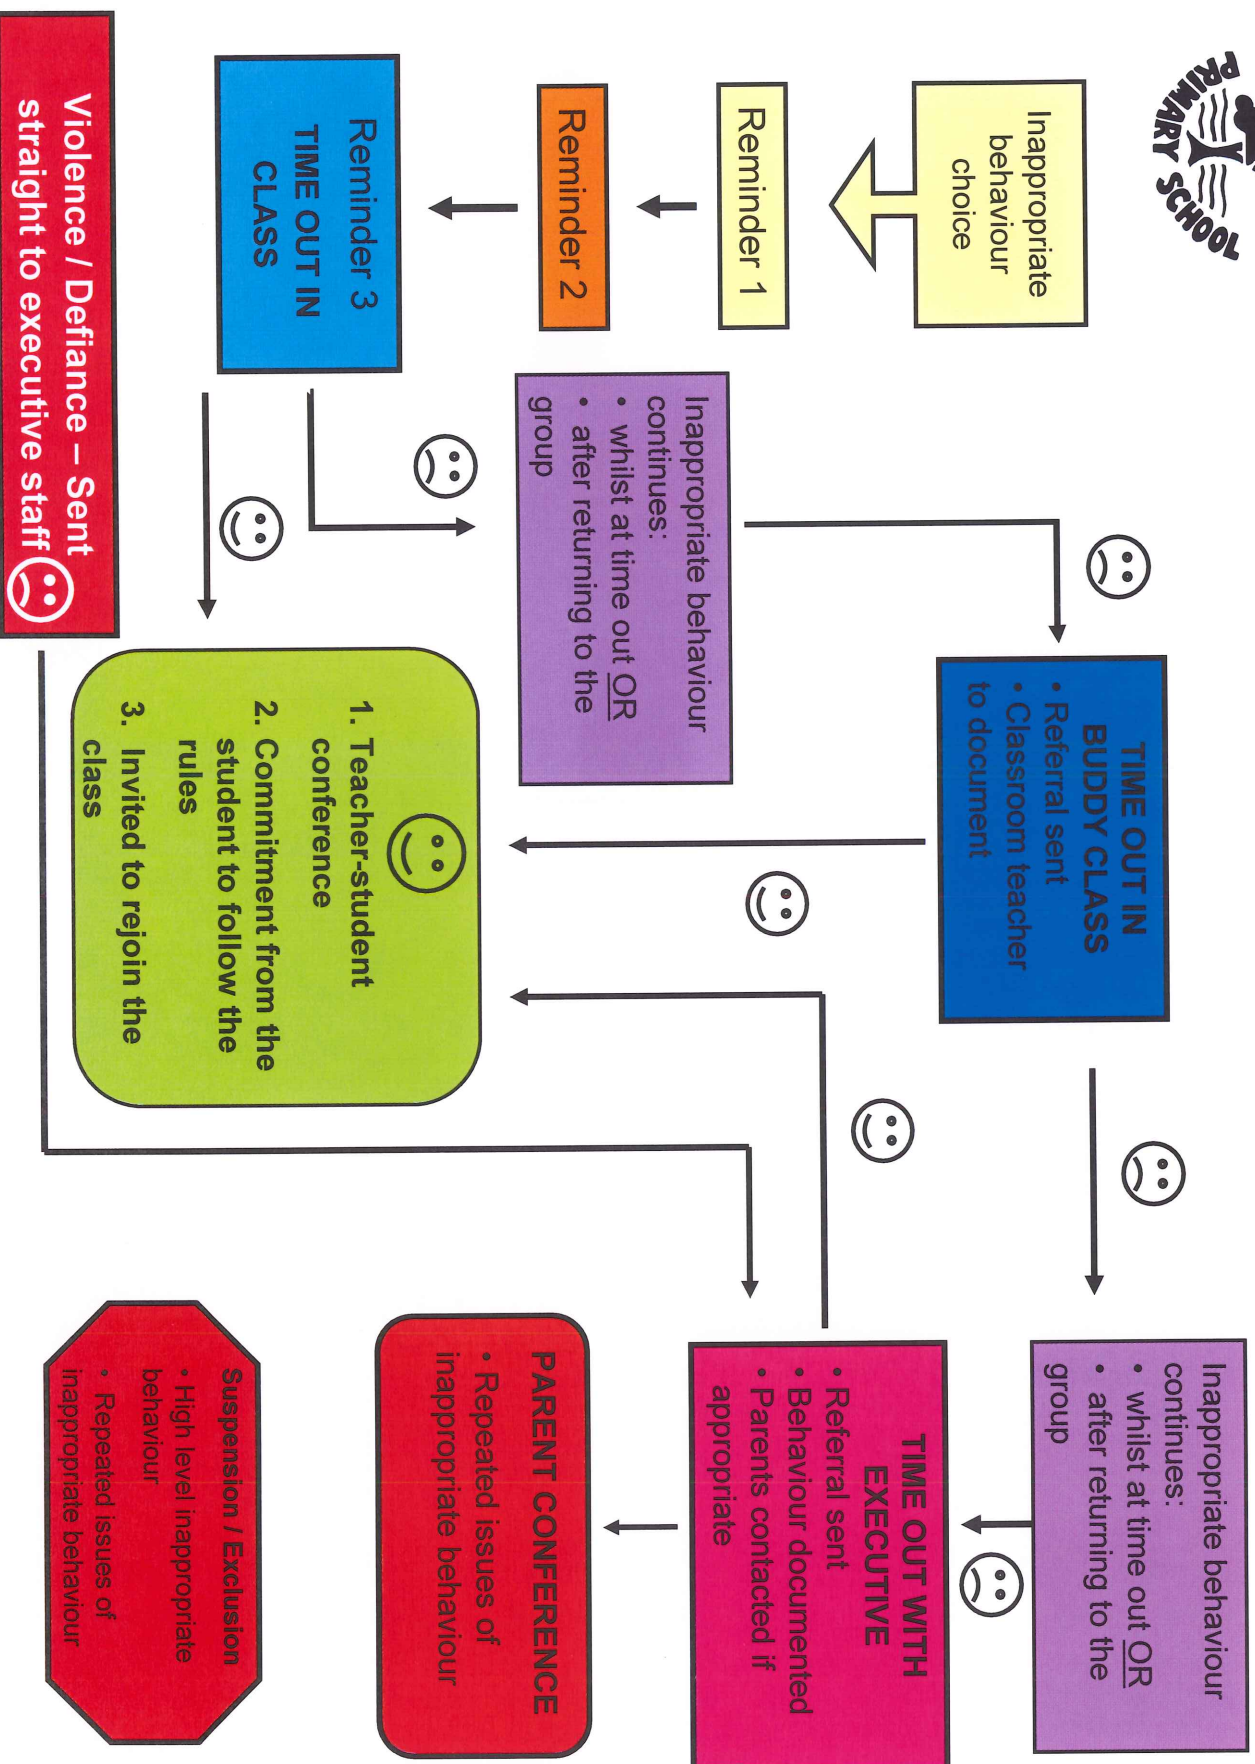 PRIMARY SCHOOL
Inappropriate
behaviour
choice
Reminder 1
Reminder 2
Reminder 3
TIME OUT IN
CLASS
Violence / Defiance – Sent
straight to executive staff
Inappropriate behaviour
continues:
• whilst at time out OR
• after returning to the
group
TIME OUT IN
BUDDY CLASS
• Referral sent
• Classroom teacher
to document
1. Teacher-student
conference
2. Commitment from the
student to follow the
rules
3. Invited to rejoin the
class
Inappropriate behaviour
continues:
• whilst at time out OR
• after returning to the
group
TIME OUT WITH
EXECUTIVE
• Referral sent
• Behaviour documented
• Parents contacted if
appropriate
PARENT CONFERENCE
• Repeated issues of
inappropriate behaviour
Suspension / Exclusion
• High level inappropriate
behaviour
• Repeated issues of
inappropriate behaviour